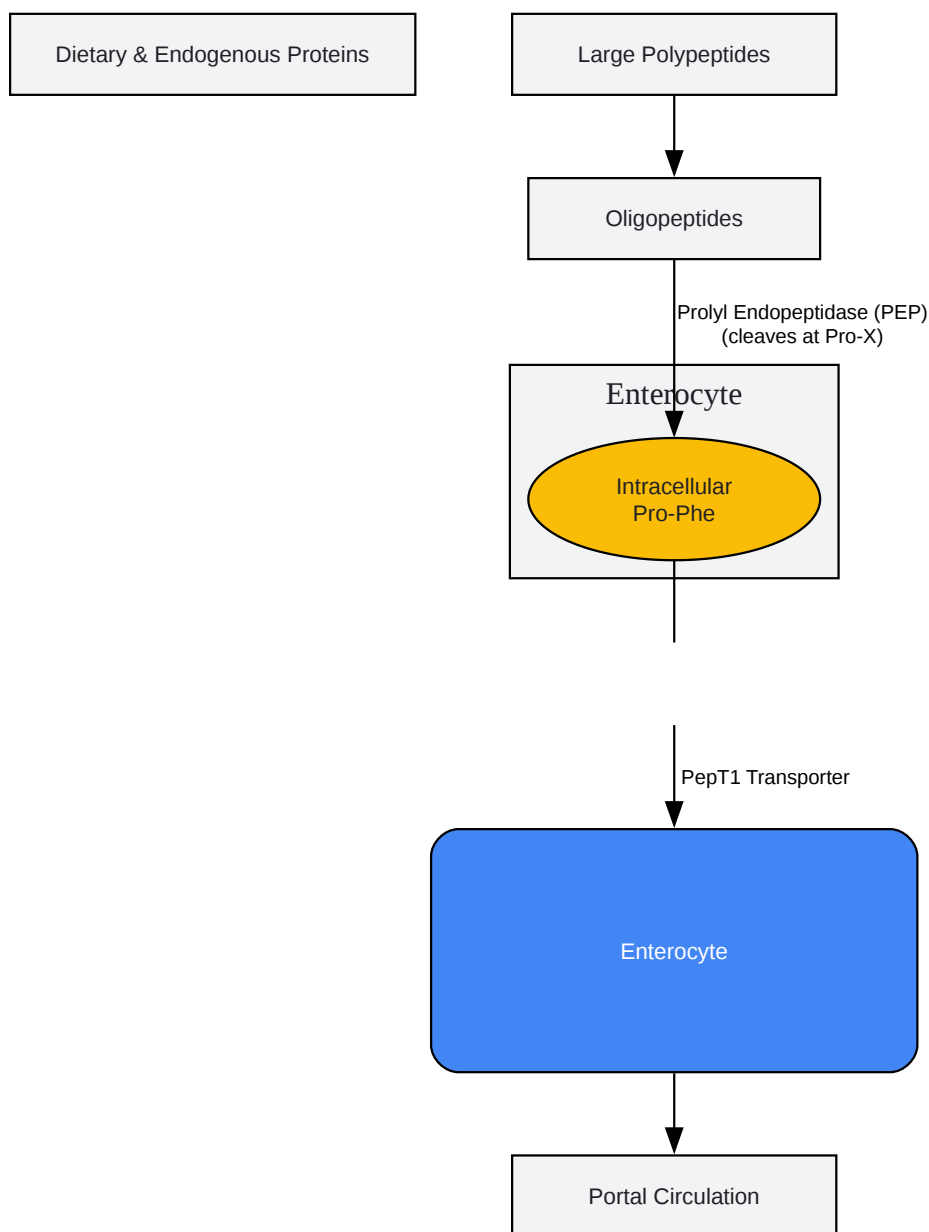 Dietary & Endogenous Proteins
Large Polypeptides
Oligopeptides
Prolyl Endopeptidase (PEP)
(cleaves at Pro-X)
Enterocyte
Intracellular
Pro-Phe
PepT1 Transporter
Enterocyte
Portal Circulation